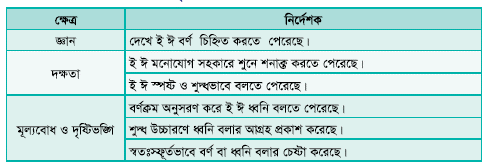 ক্ষেত্র নির্দেশক
জ্ঞান দেখে ই ঈ বর্ণ চিহ্নিত করতে পেরেছে।
দক্ষতা
ই ঈ মনোযোগ সহকারে শুনে শনাক্ত করতে পেরেছে।
ই ঈ স্পষ্ট ও শুদ্ধভাবে বলতে পেরেছে।
মূল্যবোধ ও দৃষ্টিভঙ্গি
বর্ণক্রম অনুসরণ করে ই ঈ ধ্বনি বলতে পেরেছে।
শুদ্ধ উচ্চারণে ধ্বনি বলার আগ্রহ প্রকাশ করেছে।
স্বতঃস্ফূর্তভাবে বর্ণ বা ধ্বনি বলার চেষ্টা করেছে।